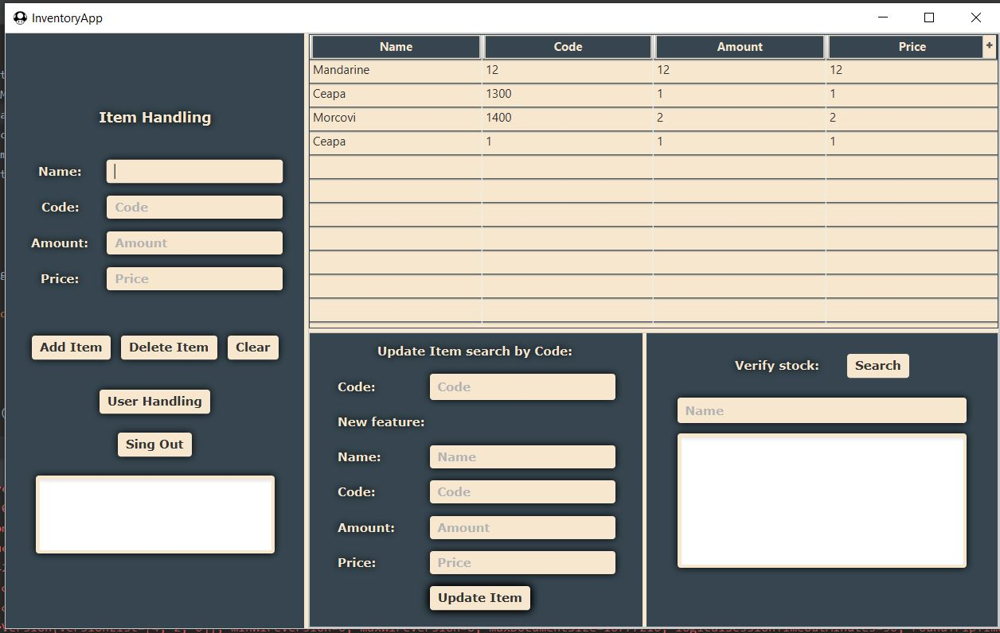 InventoryApp
Item Handling
Name:
Code: Code
Amount: Amount
Price: Price
Add Item Delete Item Clear
User Handling
Sing Out
Name Code Amount Price +
Mandarine 12 12 12
Ceapa 1300 1 1
Morcovi 1400 2 2
Ceapa 1 1 1
Update Item search by Code:
Code: Code
New feature:
Name: Name
Code: Code
Amount: Amount
Price: Price
Update Item
Verify stock: Search
Name